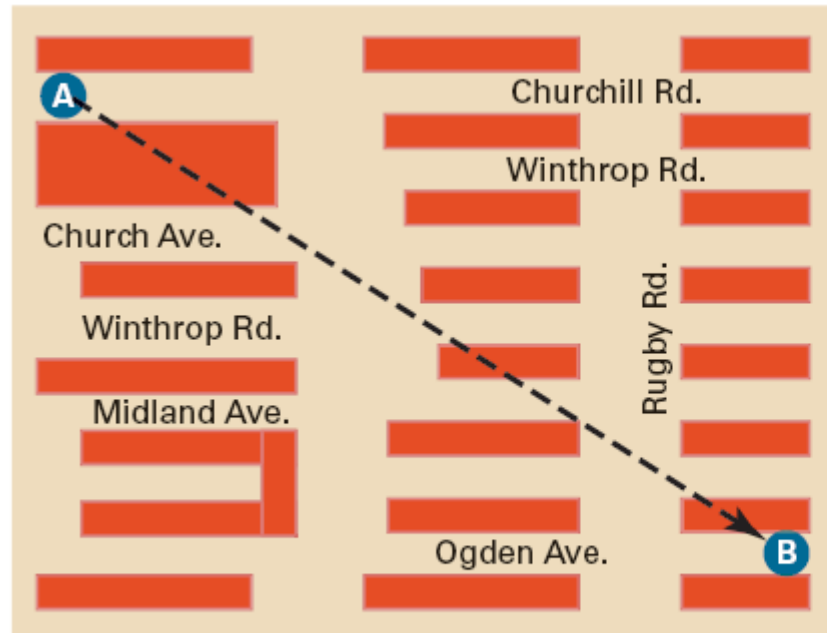 A
Churchill Rd.
Winthrop Rd.
Church Ave.
Winthrop Rd.
Rugby Rd.
Midland Ave.
Ogden Ave.
B